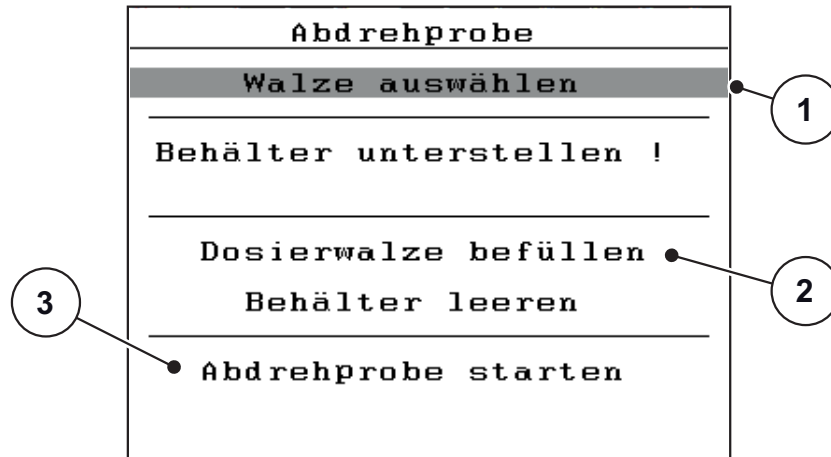 Abdrehprobe
Walze auswählen
1
Behälter unterstellen !
Dosierwalze befüllen
2
Behälter leeren
3
Abdrehprobe starten